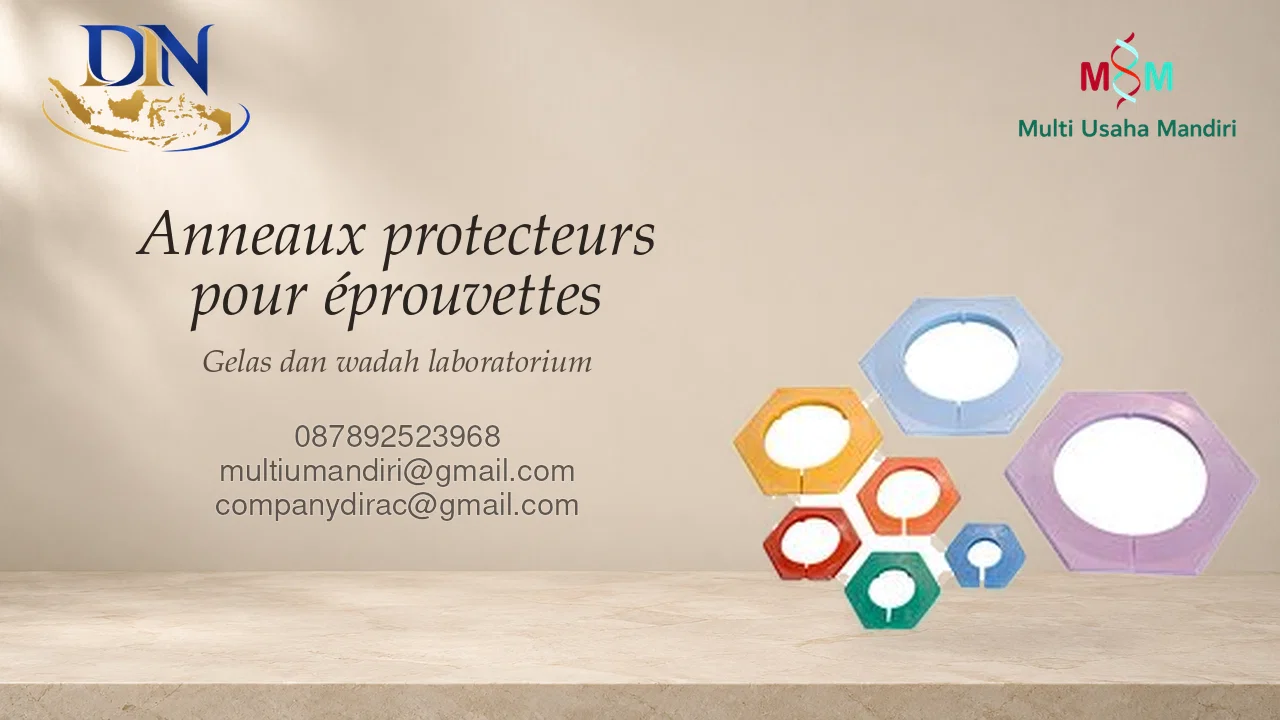 DIN
M M
Multi Usaha Mandiri
Anneaux protecteurs
pour éprouvettes
Gelas dan wadah laboratorium
087892523968
multiumandiri@gmail.com
companydirac@gmail.com